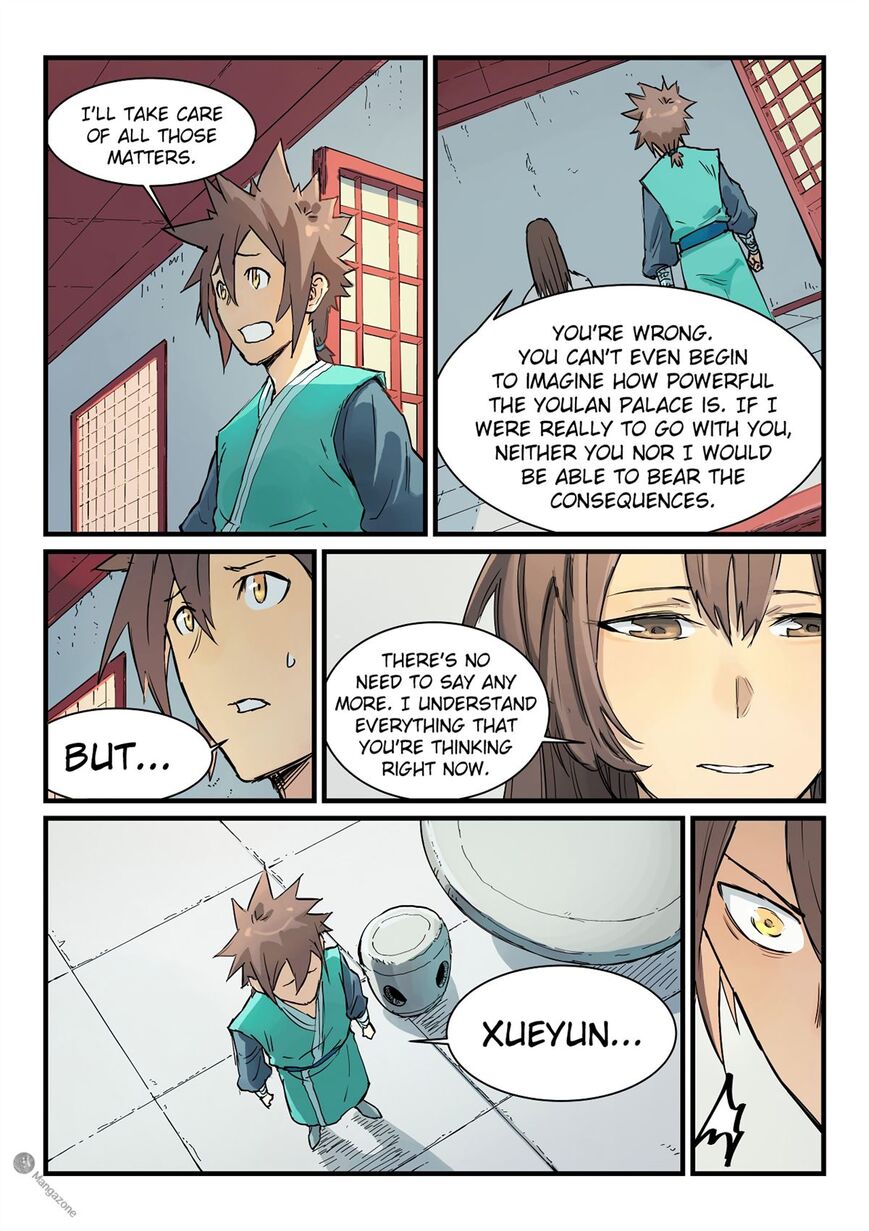 I'LL TAKE CARE
OF ALL THOSE
MATTERS.
YOU'RE WRONG.
YOU CAN'T EVEN BEGIN
TO IMAGINE HOW POWERFUL
THE YOULAN PALACE IS. IF I
WERE REALLY TO GO WITH YOU,
NEITHER YOU NOR I WOULD
BE ABLE TO BEAR THE
CONSEQUENCES.
BUT...
THERE'S NO
NEED TO SAY ANY
MORE. I UNDERSTAND
EVERYTHING THAT
YOU'RE THINKING
RIGHT NOW.
XUEYUN...
Mangazone